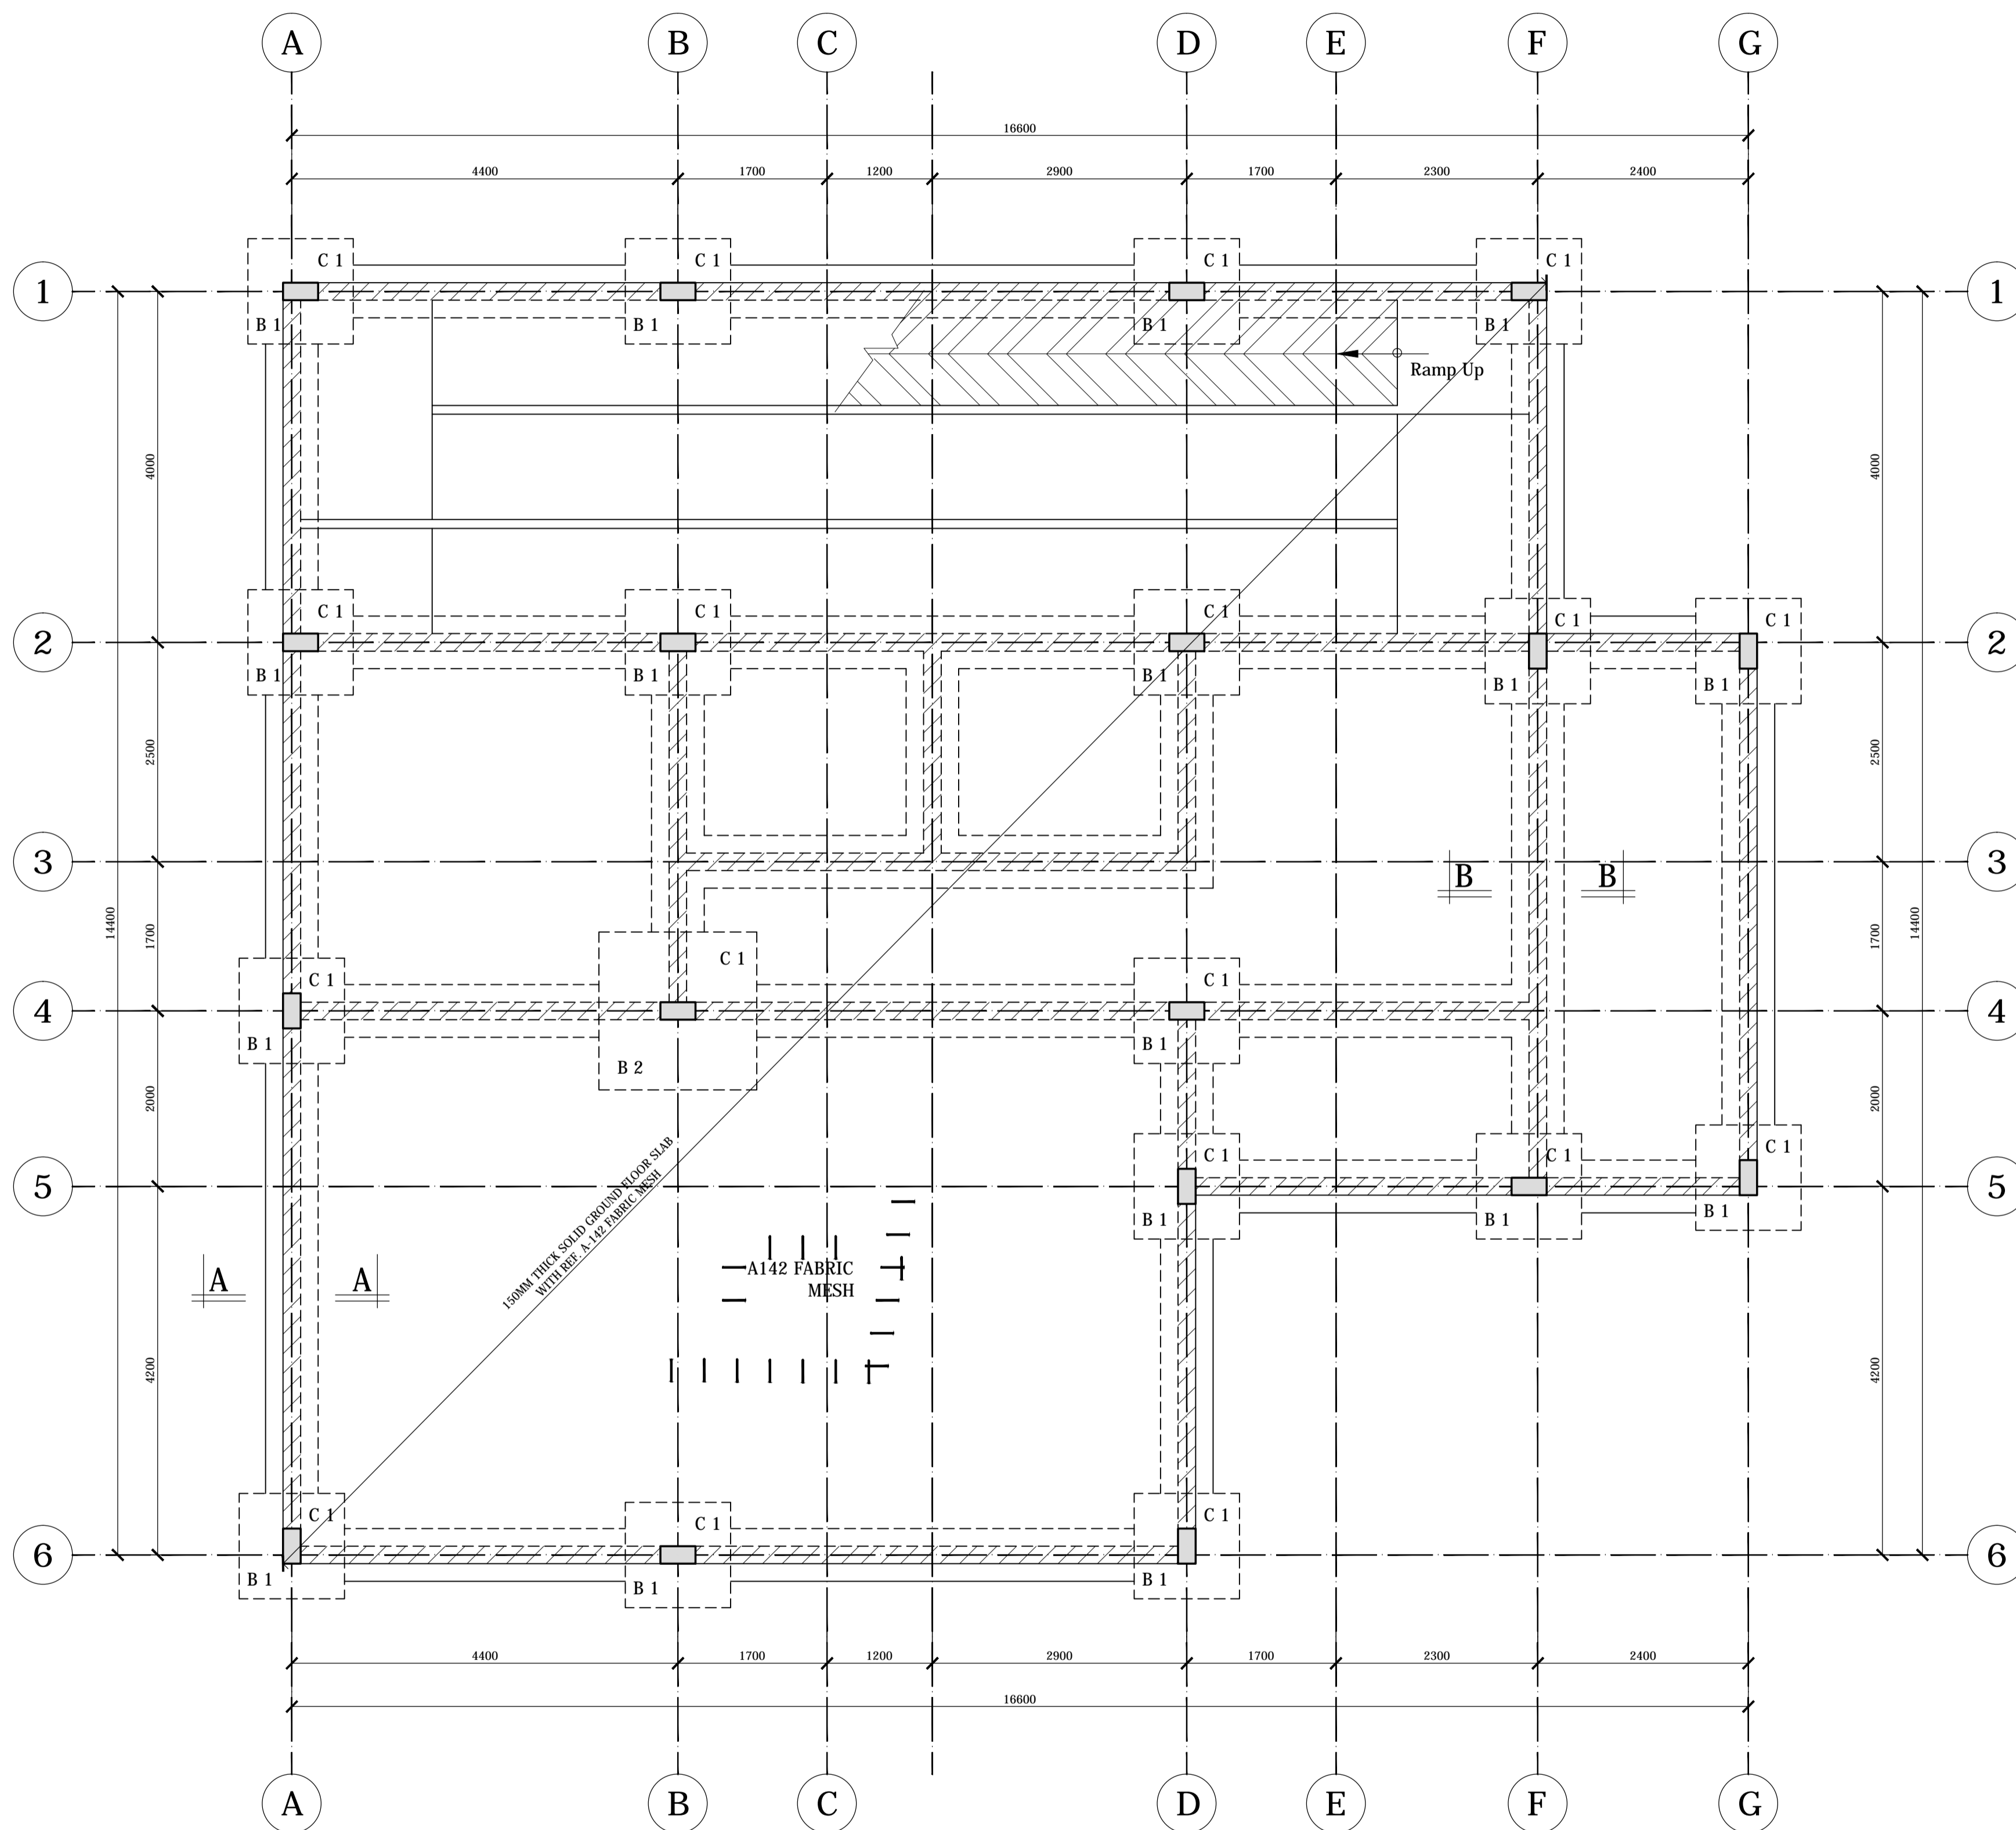 A B C D E F G
16600
4400 1700 1200 2900 1700 2300 2400
C 1 C 1 C 1 C 1
1 1
B 1 B 1 B 1 B 1
Ramp Up
4000 4000
C 1 C 1 C 1 C 1 C 1
2 2
B 1 B 1 B 1 B 1 B 1
2500 2500
3 3
B B
14400 1700 1700 14400
C 1 C 1 C 1
4 4
B 1 B 2 B 1
2000 2000
C 1 C 1 C 1
5 5
B 1 B 1 B 1
150MM THICK SOLID GROUND FLOOR SLAB
WITH REF. A-142 FABRIC MESH
A142 FABRIC
MESH
A A
4200 4200
C 1 C 1 C 1
6 6
B 1 B 1 B 1
4400 1700 1200 2900 1700 2300 2400
16600
A B C D E F G